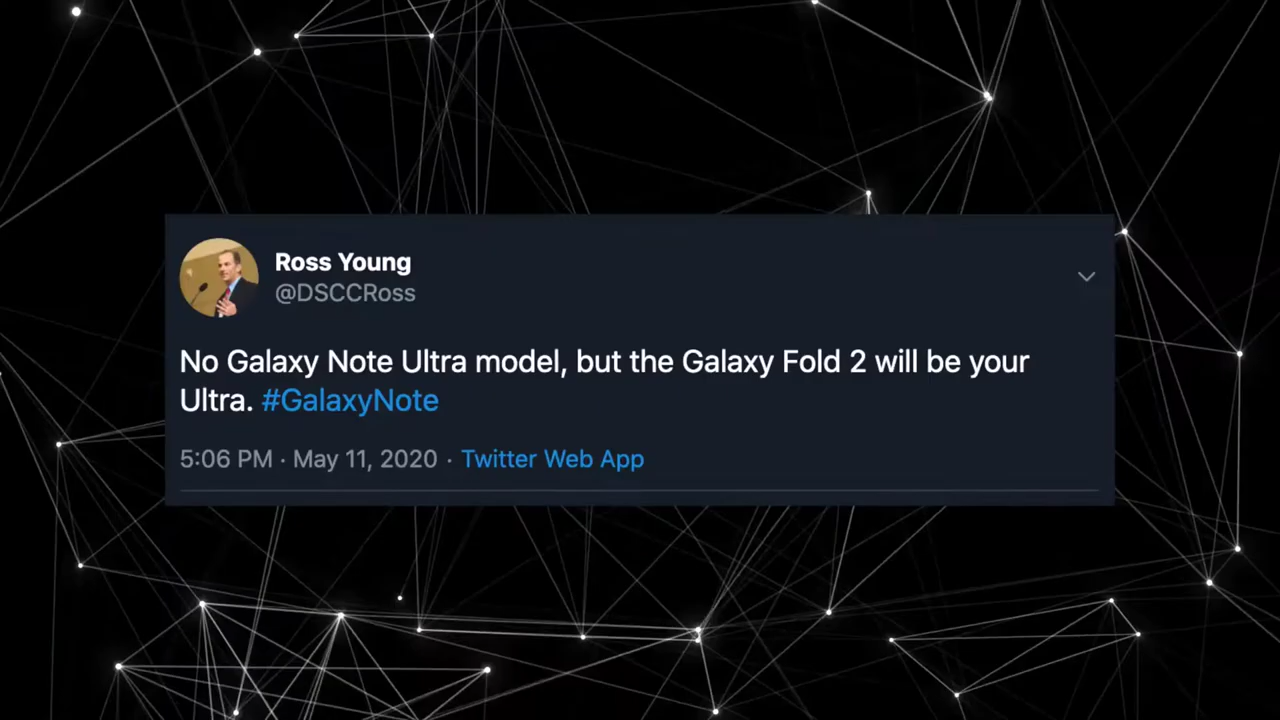 Ross Young
@DSCCRoss
No Galaxy Note Ultra model, but the Galaxy Fold 2 will be your
Ultra. #GalaxyNote
5:06 PM · May 11, 2020 · Twitter Web App